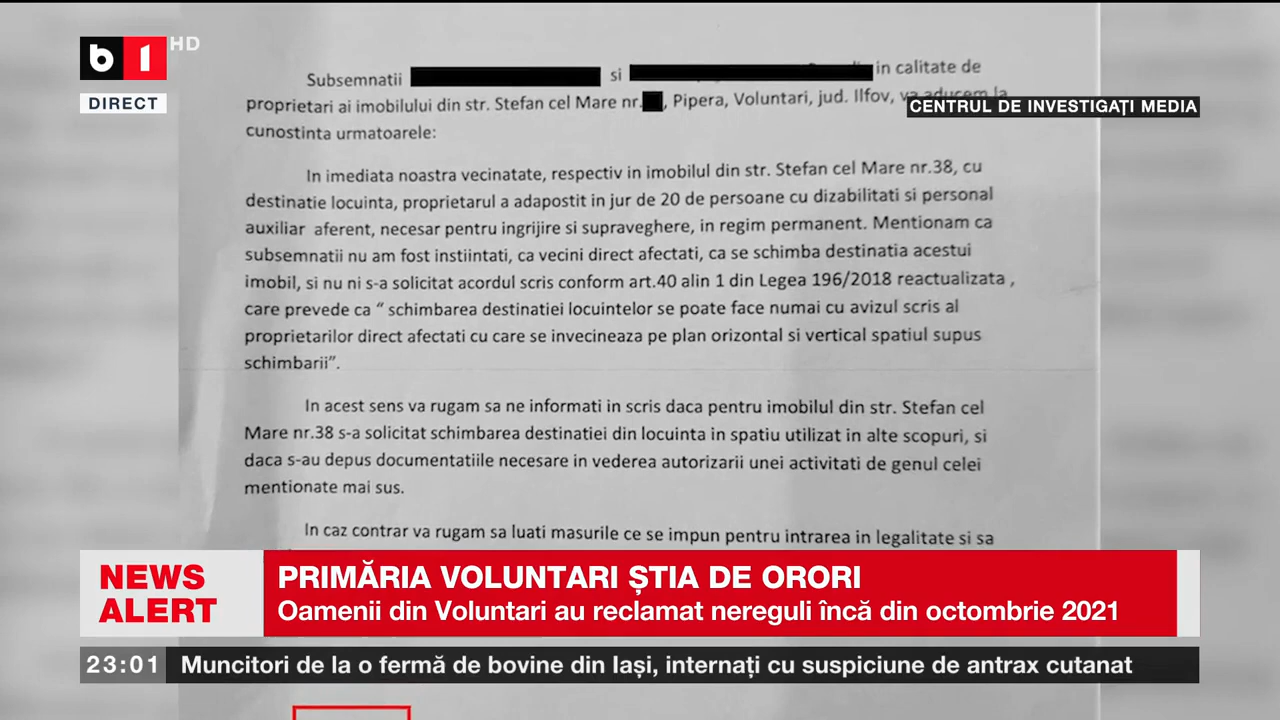 b1 HD
DIRECT
Subsemnatii si in calitate de
proprietari ai imobilului din str. Stefan cel Mare nr. , Pipera, Voluntari, jud. Ilfov, va aducem la
CENTRUL DE INVESTIGAȚI MEDIA
cunostinta urmatoarele:
In imediata noastra vecinatate, respectiv in imobilul din str. Stefan cel Mare nr.38, cu
destinatie locuinta, proprietarul a adapostit in jur de 20 de persoane cu dizabilitati si personal
auxiliar aferent, necesar pentru ingrijire si supraveghere, in regim permanent. Mentionam ca
subsemnatii nu am fost instiintati, ca vecini direct afectati, ca se schimba destinatia acestui
imobil, si nu ni s-a solicitat acordul scris conform art.40 alin 1 din Legea 196/2018 reactualizata ,
care prevede ca " schimbarea destinatiei locuintelor se poate face numai cu avizul scris al
proprietarilor direct afectati cu care se invecineaza pe plan orizontal si vertical spatiul supus
schimbarii".
In acest sens va rugam sa ne informati in scris daca pentru imobilul din str. Stefan cel
Mare nr.38 s-a solicitat schimbarea destinatiei din locuinta in spatiu utilizat in alte scopuri, si
daca s-au depus documentatiile necesare in vederea autorizarii unei activitati de genul celei
mentionate mai sus.
In caz contrar va rugam sa luati masurile ce se impun pentru intrarea in legalitate si sa
NEWS ALERT
PRIMĂRIA VOLUNTARI ȘTIA DE ORORI
Oamenii din Voluntari au reclamat nereguli încă din octombrie 2021
23:01 Muncitori de la o fermă de bovine din Iași, internați cu suspiciune de antrax cutanat